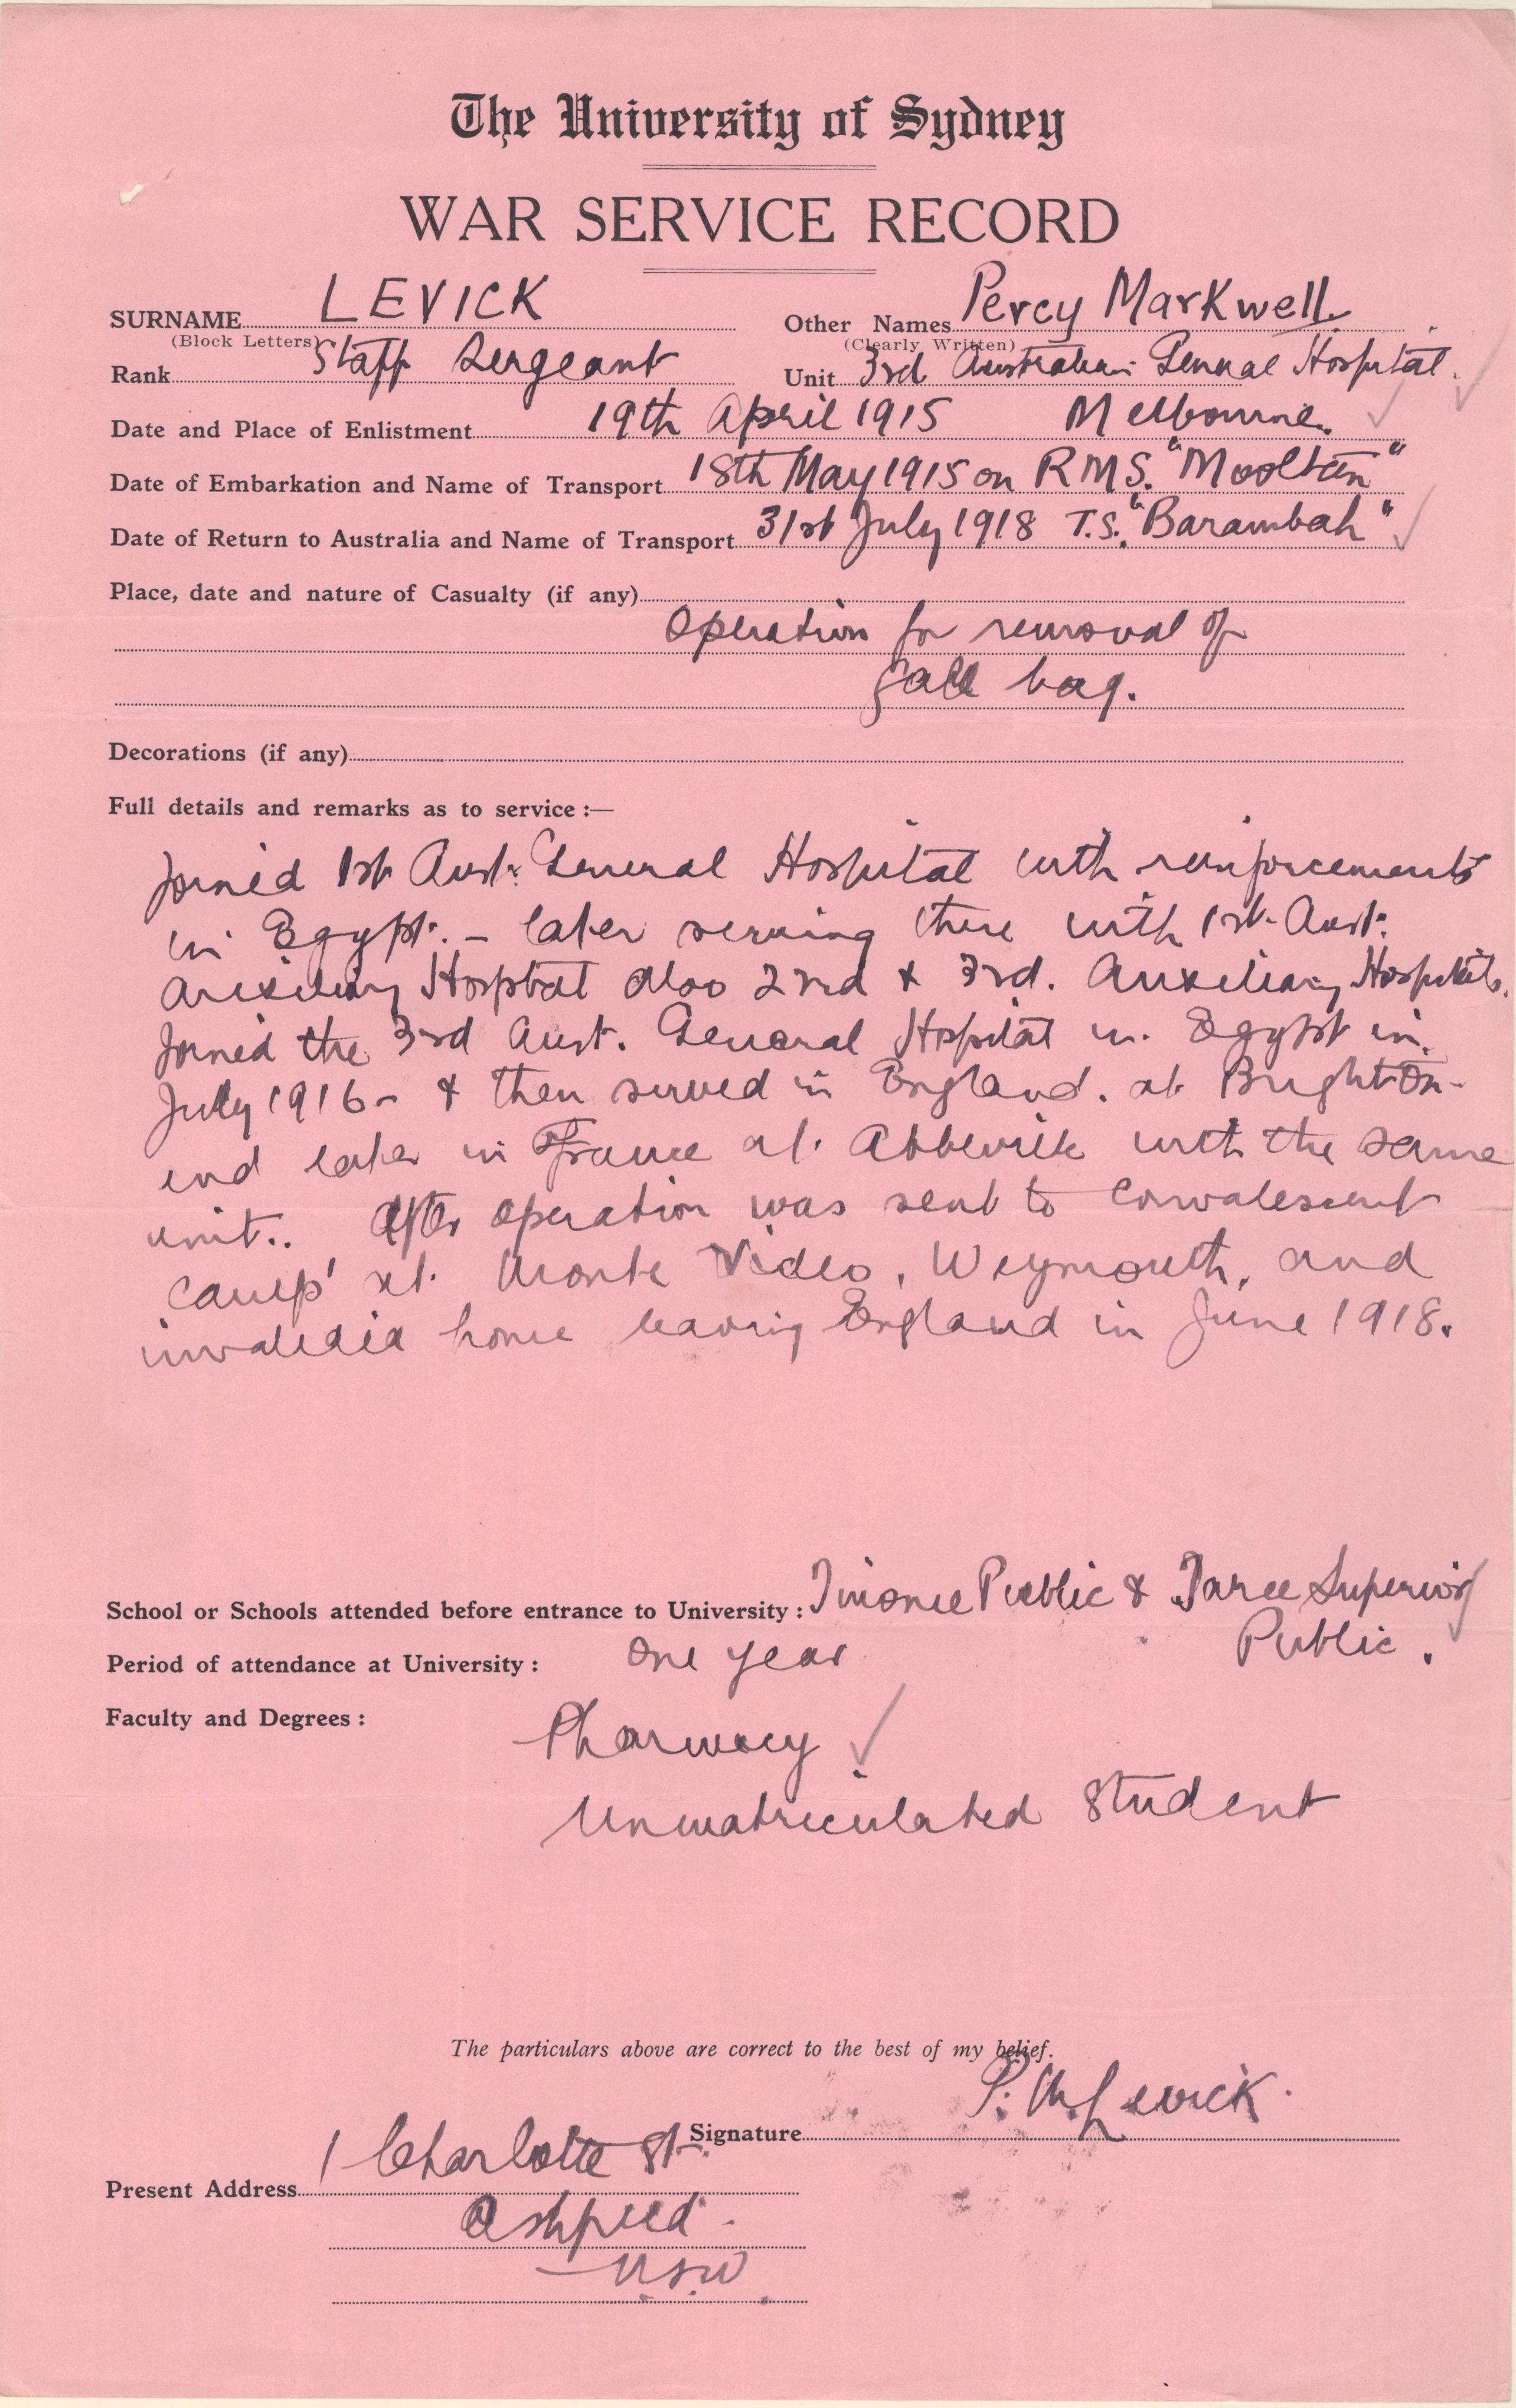 The University of Sydney
WAR SERVICE RECORD
SURNAME LEVICK Other Names Percy Markwell
(Block Letters) (Clearly Written)
Rank Staff Sergeant Unit 3rd Australian General Hospital.
Date and Place of Enlistment 19th April 1915 Melbourne.
Date of Embarkation and Name of Transport 18th May 1915 on R.M.S. "Mooltan"
Date of Return to Australia and Name of Transport 31st July 1918 T.S. "Barambah"
Place, date and nature of Casualty (if any)
Operation for removal of
gall bag.
Decorations (if any)
Full details and remarks as to service :—
Joined 1st Aust. General Hospital with reinforcements
in Egypt. - later serving there with 1st Aust.
Auxiliary Hospital also 2nd & 3rd. Auxiliary Hospitals.
Joined the 3rd Aust. General Hospital in Egypt in
July 1916 - & then served in England. at Brighton -
and later in France at Abbeville with the same
unit.. After operation was sent to convalescent
camp at Monte Video, Weymouth, and
invalided home leaving England in June 1918.
School or Schools attended before entrance to University : Tinonee Public & Taree Superior
Public.
Period of attendance at University : One year
Faculty and Degrees :
Pharmacy
Unmatriculated Student
The particulars above are correct to the best of my belief.
Signature P. M. Levick.
Present Address 1 Charlotte St.
Ashfield.
N.S.W.